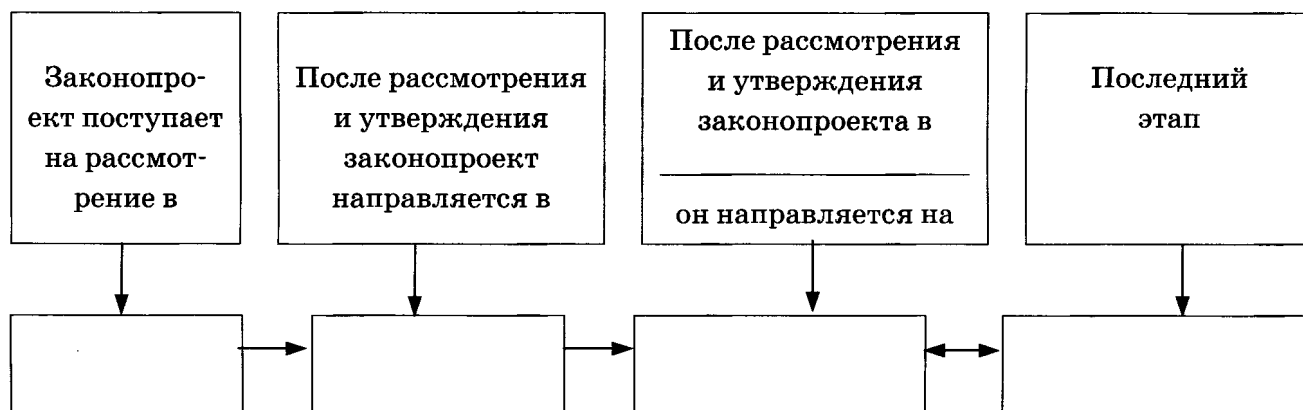 Законопро-
ект поступает
на рассмот-
рение в
После рассмотрения
и утверждения
законопроект
направляется в
После рассмотрения
и утверждения
законопроекта в
он направляется на
Последний
этап